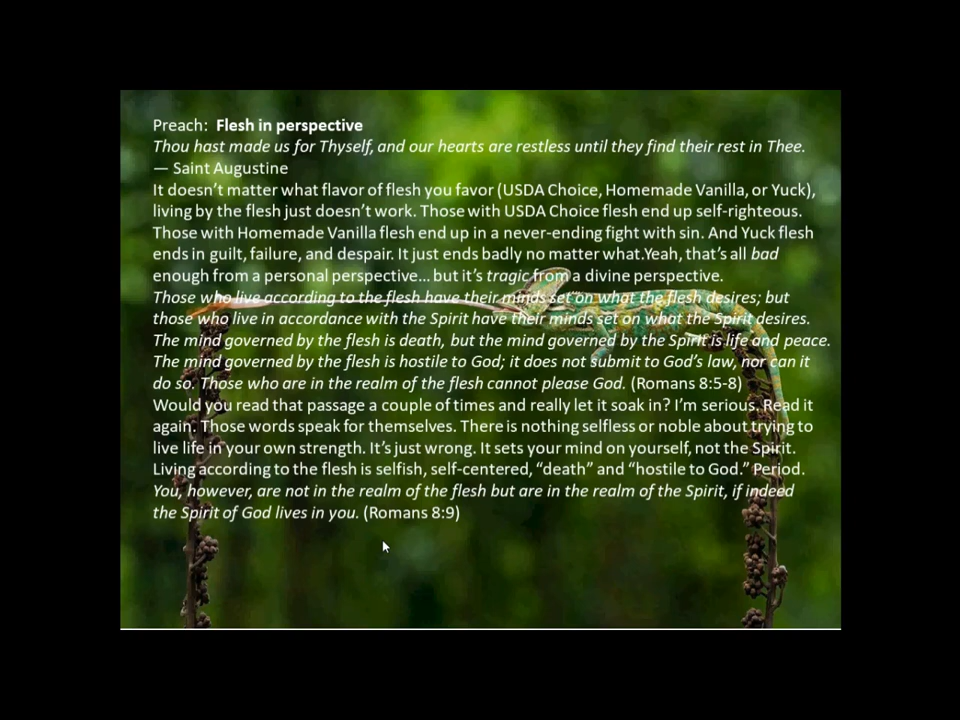 Preach:  Flesh in perspective
Thou hast made us for Thyself, and our hearts are restless until they find their rest in Thee.
— Saint Augustine
It doesn't matter what flavor of flesh you favor (USDA Choice, Homemade Vanilla, or Yuck),
living by the flesh just doesn't work. Those with USDA Choice flesh end up self-righteous.
Those with Homemade Vanilla flesh end up in a never-ending fight with sin. And Yuck flesh
ends in guilt, failure, and despair. It just ends badly no matter what.Yeah, that's all bad
enough from a personal perspective… but it's tragic from a divine perspective.
Those who live according to the flesh have their minds set on what the flesh desires; but
those who live in accordance with the Spirit have their minds set on what the Spirit desires.
The mind governed by the flesh is death, but the mind governed by the Spirit is life and peace.
The mind governed by the flesh is hostile to God; it does not submit to God's law, nor can it
do so. Those who are in the realm of the flesh cannot please God. (Romans 8:5-8)
Would you read that passage a couple of times and really let it soak in? I'm serious. Read it
again. Those words speak for themselves. There is nothing selfless or noble about trying to
live life in your own strength. It's just wrong. It sets your mind on yourself, not the Spirit.
Living according to the flesh is selfish, self-centered, “death” and “hostile to God.” Period.
You, however, are not in the realm of the flesh but are in the realm of the Spirit, if indeed
the Spirit of God lives in you. (Romans 8:9)